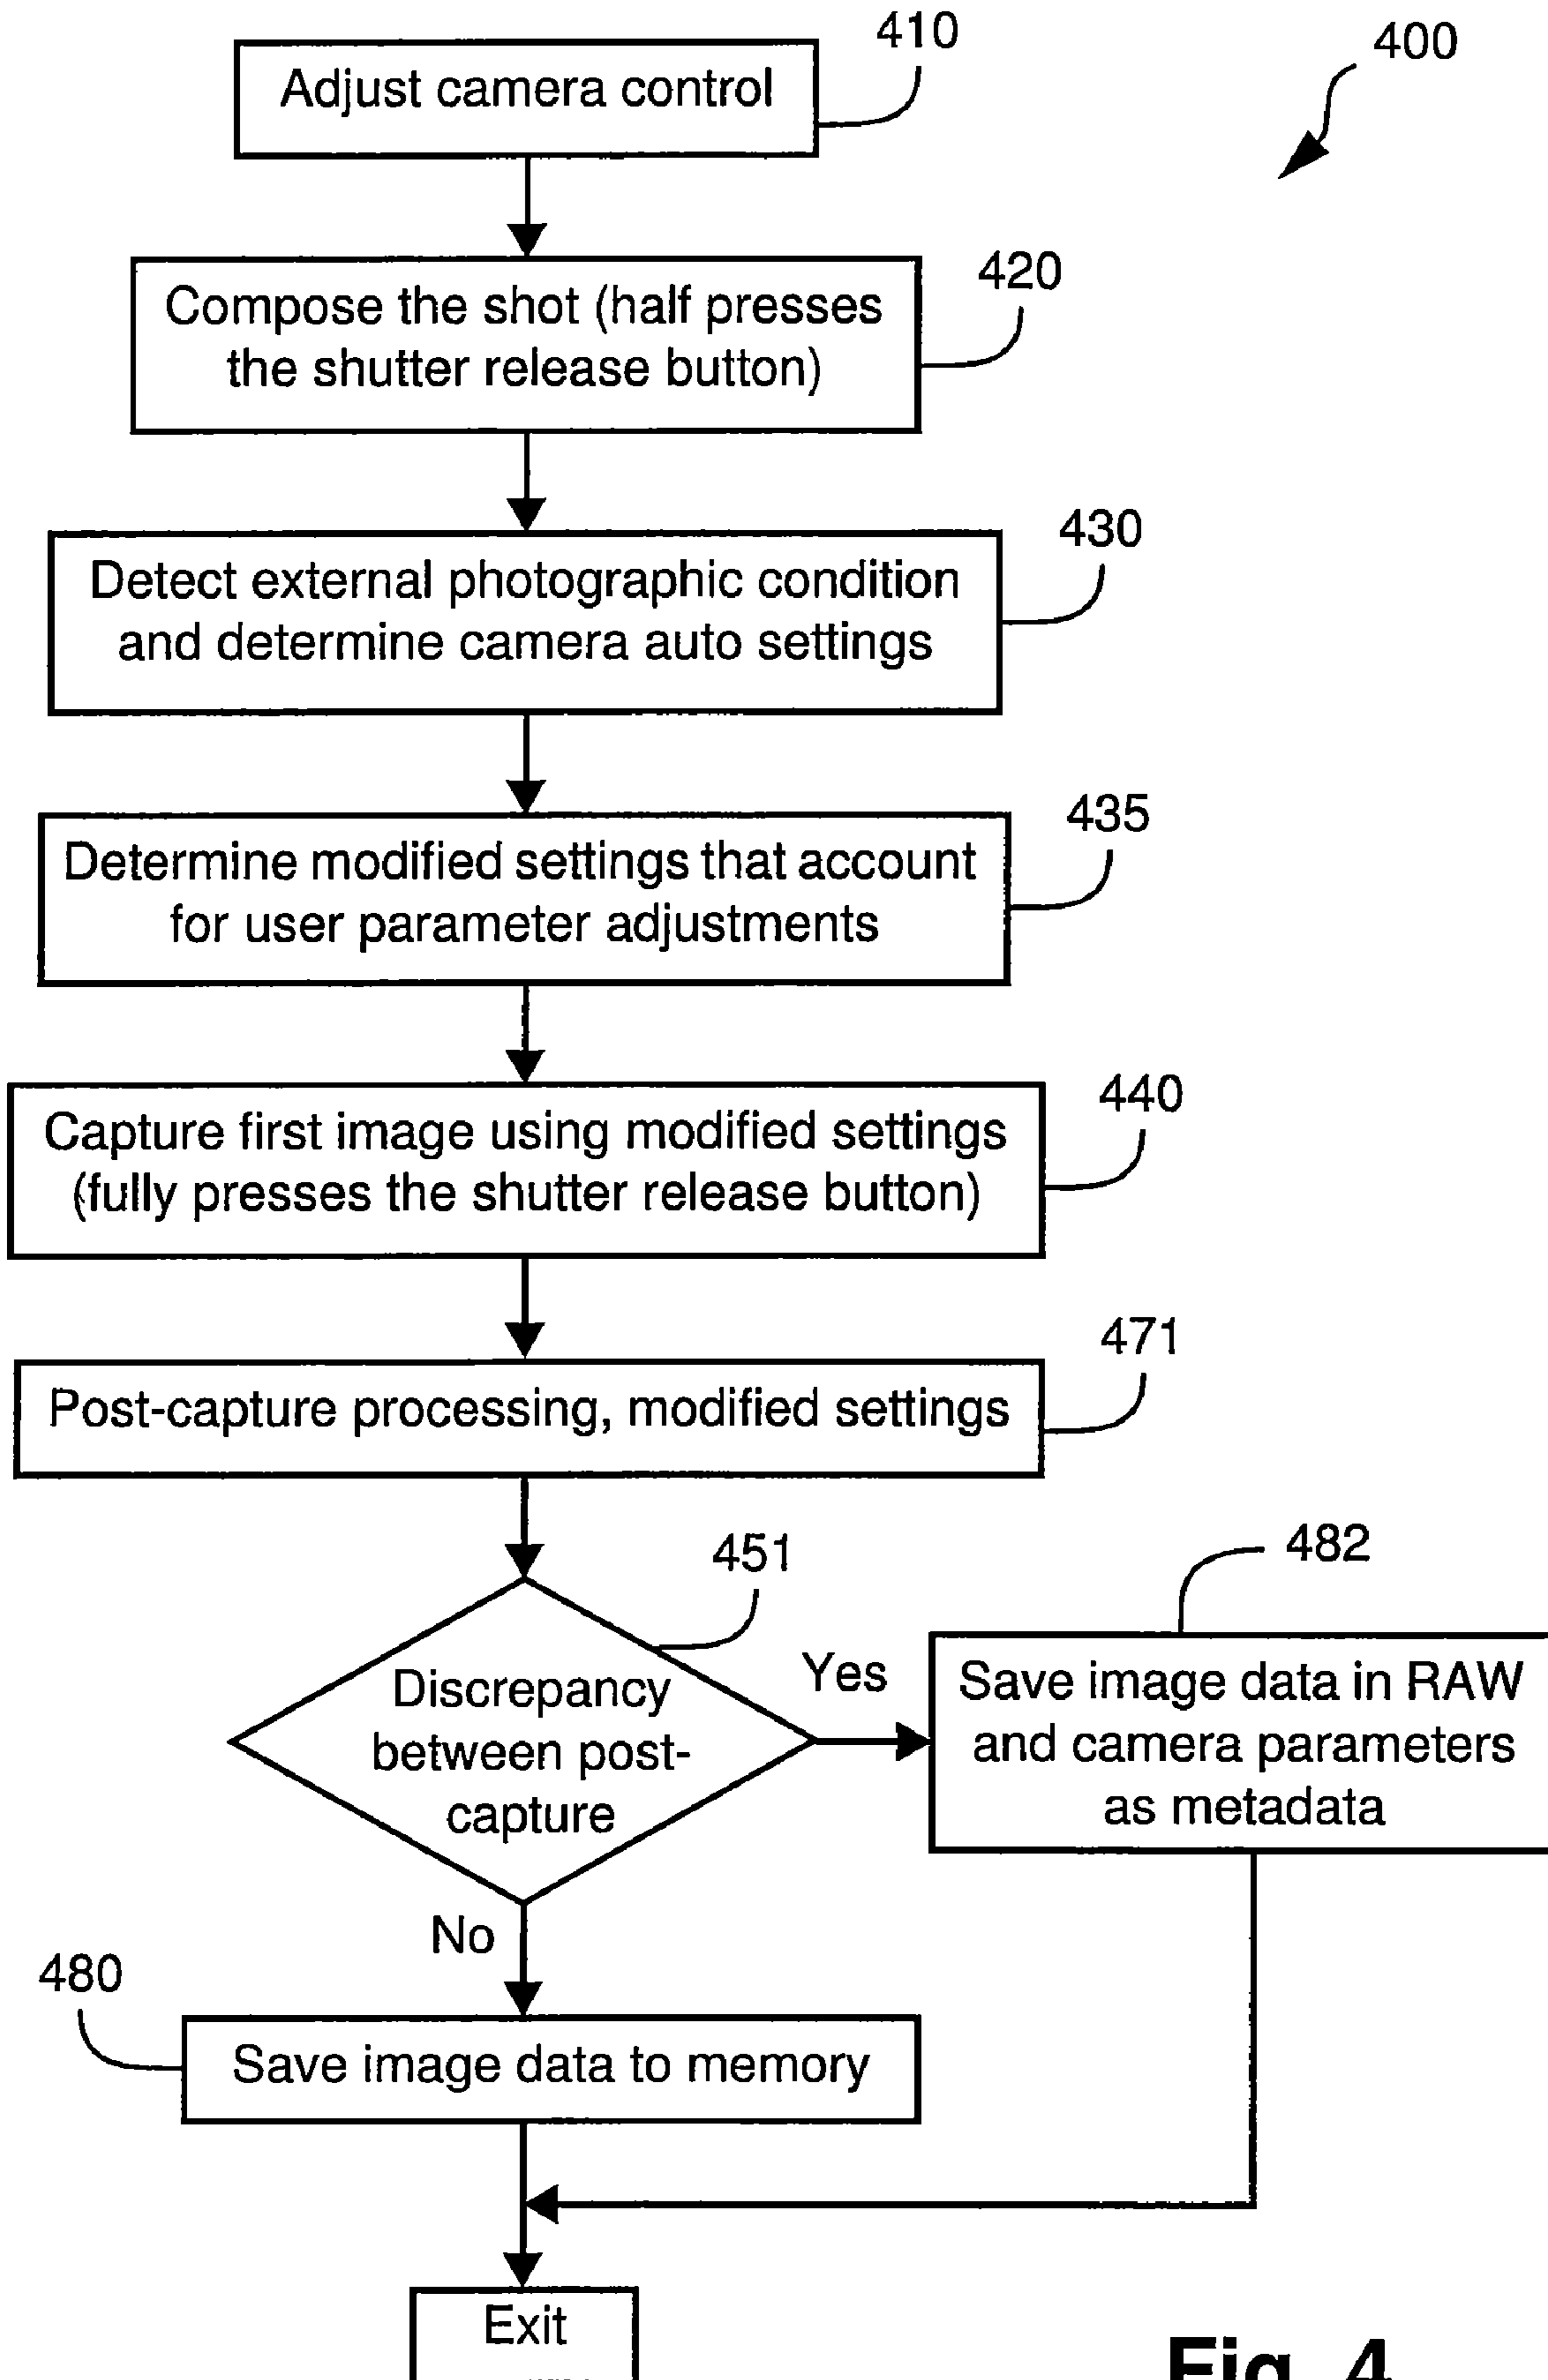 410
400
Adjust camera control
420
Compose the shot (half presses
the shutter release button)
430
Detect external photographic condition
and determine camera auto settings
435
Determine modified settings that account
for user parameter adjustments
440
Capture first image using modified settings
(fully presses the shutter release button)
471
Post-capture processing, modified settings
451
482
Discrepancy
between post-
capture
Yes
Save image data in RAW
and camera parameters
as metadata
No
480
Save image data to memory
Exit
Fig. 4